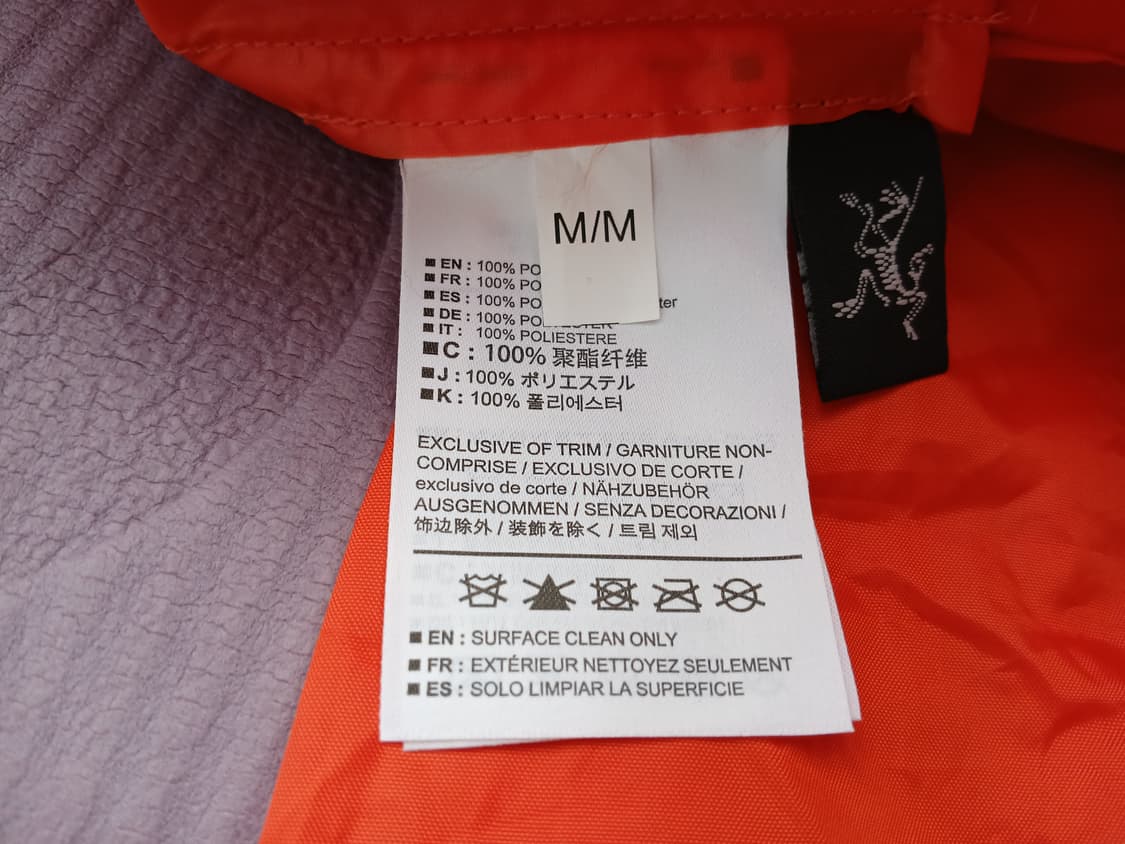 M/M
EN : 100% PO
FR : 100% PO
ES : 100% PO ter
DE : 100% POLYESTER
IT : 100% POLIESTERE
C : 100% 聚酯纤维
J : 100% ポリエステル
K : 100% 폴리에스터
EXCLUSIVE OF TRIM / GARNITURE NON-
COMPRISE / EXCLUSIVO DE CORTE /
exclusivo de corte / NÄHZUBEHÖR
AUSGENOMMEN / SENZA DECORAZIONI /
饰边除外 / 装飾を除く / 트림 제외
EN : SURFACE CLEAN ONLY
FR : EXTÉRIEUR NETTOYEZ SEULEMENT
ES : SOLO LIMPIAR LA SUPERFICIE